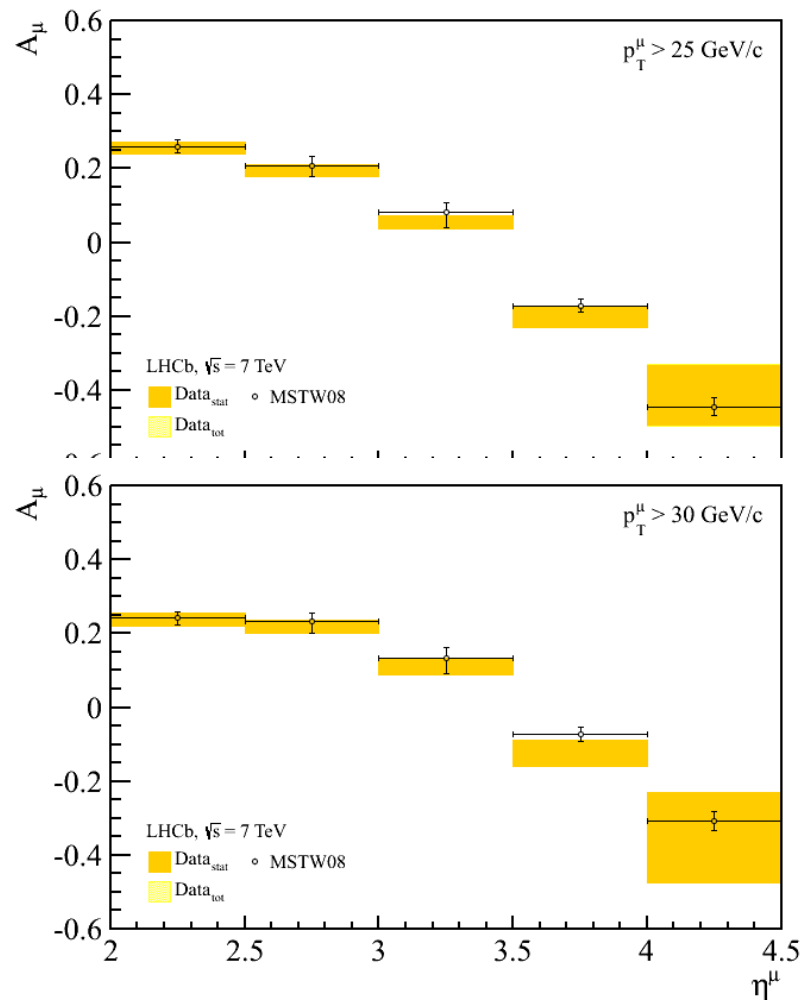 A_μ
0.6
p_T^μ > 25 GeV/c
0.4
0.2
0
-0.2
LHCb, √s = 7 TeV
-0.4
Data_stat MSTW08
Data_tot
A_μ
0.6
p_T^μ > 30 GeV/c
0.4
0.2
0
-0.2
LHCb, √s = 7 TeV
-0.4
Data_stat MSTW08
Data_tot
-0.6
2 2.5 3 3.5 4 4.5
η^μ